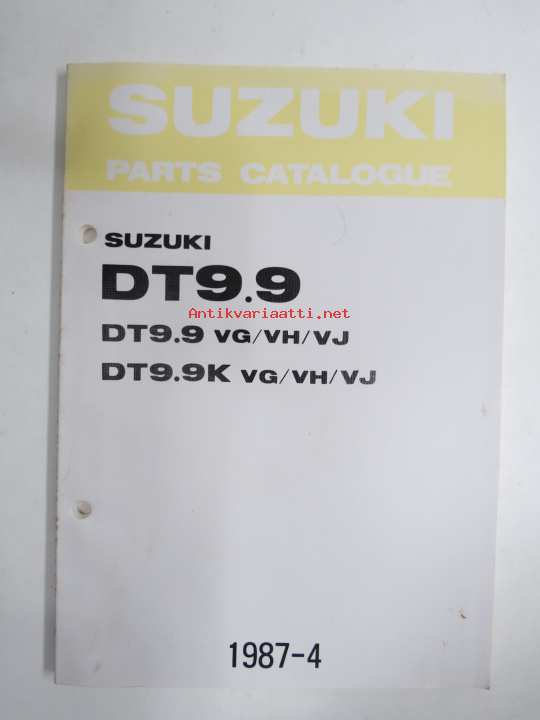 SUZUKI
PARTS CATALOGUE
SUZUKI
DT9.9
Antikvariaatti.net
DT9.9 VG/VH/VJ
DT9.9K VG/VH/VJ
1987-4